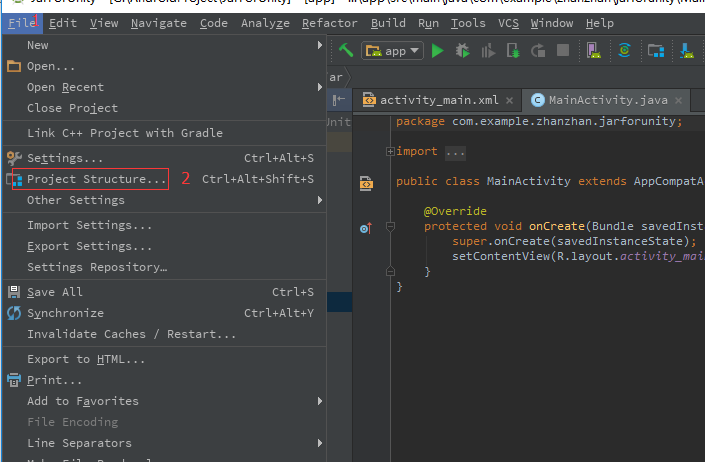 File 1 Edit View Navigate Code Analyze Refactor Build Run Tools VCS Window Help
New
Open...
Open Recent
Close Project
Link C++ Project with Gradle
Settings... Ctrl+Alt+S
Project Structure... 2 Ctrl+Alt+Shift+S
Other Settings
Import Settings...
Export Settings...
Settings Repository...
Save All Ctrl+S
Synchronize Ctrl+Alt+Y
Invalidate Caches / Restart...
Export to HTML...
Print...
Add to Favorites
File Encoding
Line Separators
app
ar
Unit
activity_main.xml MainActivity.java
package com.example.zhanzhan.jarforunity;
import ...
public class MainActivity extends AppCompatA
@Override
protected void onCreate(Bundle savedInst
super.onCreate(savedInstanceState);
setContentView(R.layout.activity_mai
}
}